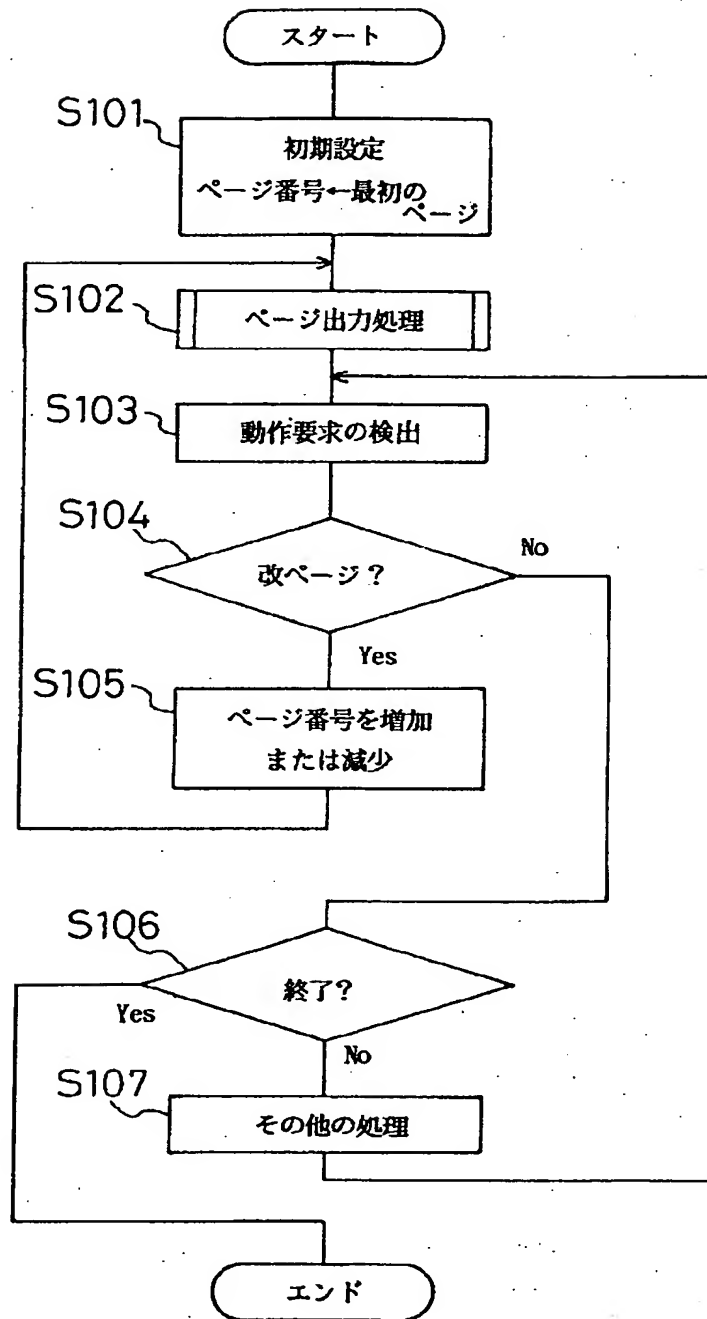 スタート
S101
初期設定
ページ番号←最初の
ページ
S102
ページ出力処理
S103
動作要求の検出
S104
改ページ?
No
Yes
S105
ページ番号を増加
または減少
S106
終了?
Yes
No
S107
その他の処理
エンド